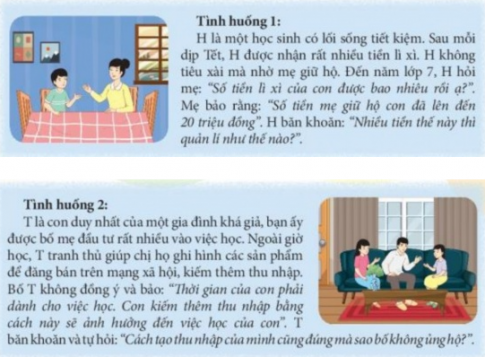 Tình huống 1:
H là một học sinh có lối sống tiết kiệm. Sau mỗi
dịp Tết, H được nhận rất nhiều tiền lì xì. H không
tiêu xài mà nhờ mẹ giữ hộ. Đến năm lớp 7, H hỏi
mẹ: “Số tiền lì xì của con được bao nhiêu rồi ạ?”.
Mẹ bảo rằng: “Số tiền mẹ giữ hộ con đã lên đến
20 triệu đồng”. H băn khoăn: “Nhiều tiền thế này thì
quản lí như thế nào?”.
Tình huống 2:
T là con duy nhất của một gia đình khá giả, bạn ấy
được bố mẹ đầu tư rất nhiều vào việc học. Ngoài giờ
học, T tranh thủ giúp chị họ ghi hình các sản phẩm
để đăng bán trên mạng xã hội, kiếm thêm thu nhập.
Bố T không đồng ý và bảo: “Thời gian của con phải
dành cho việc học. Con kiếm thêm thu nhập bằng
cách này sẽ ảnh hưởng đến việc học của con”. T
băn khoăn và tự hỏi: “Cách tạo thu nhập của mình cũng đúng mà sao bố không ủng hộ?”.